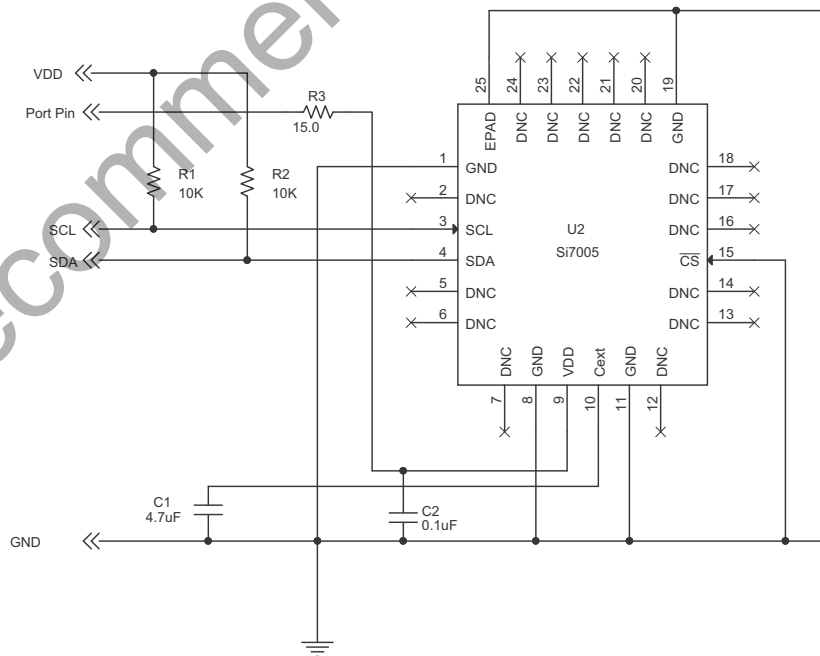 ecommer
VDD
Port Pin
SCL
SDA
GND
R1
10K
R2
10K
R3
15.0
C1
4.7uF
C2
0.1uF
U2
Si7005
25
24
23
22
21
20
19
EPAD
DNC
DNC
DNC
DNC
DNC
GND
1
GND
2
DNC
3
SCL
4
SDA
5
DNC
6
DNC
DNC
18
DNC
17
DNC
16
CS
15
DNC
14
DNC
13
DNC
GND
VDD
Cext
GND
DNC
7
8
9
10
11
12